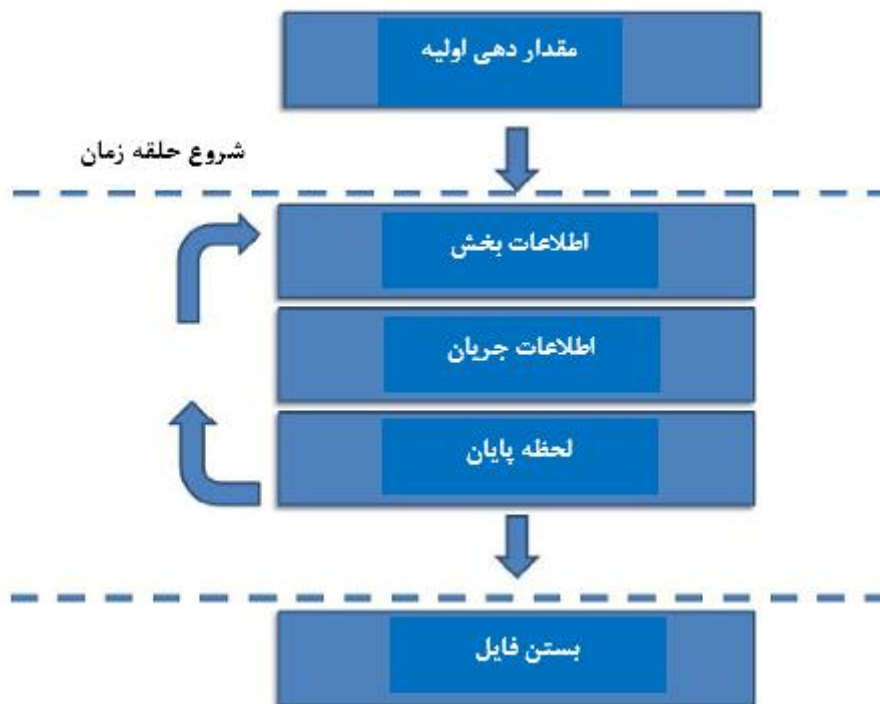 مقدار دهی اولیه
شروع حلقه زمان
اطلاعات بخش
اطلاعات جریان
لحظه پایان
بستن فایل